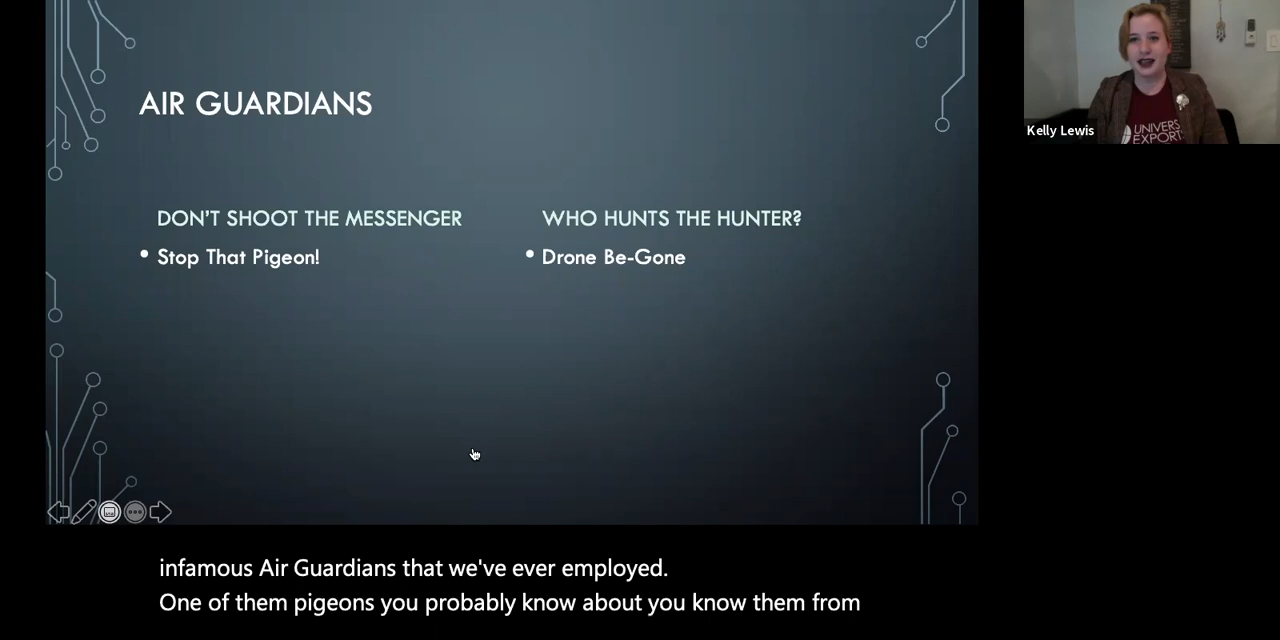 AIR GUARDIANS
DON'T SHOOT THE MESSENGER
• Stop That Pigeon!
WHO HUNTS THE HUNTER?
• Drone Be-Gone
Kelly Lewis
UNIVERS
EXPORT
infamous Air Guardians that we've ever employed.
One of them pigeons you probably know about you know them from